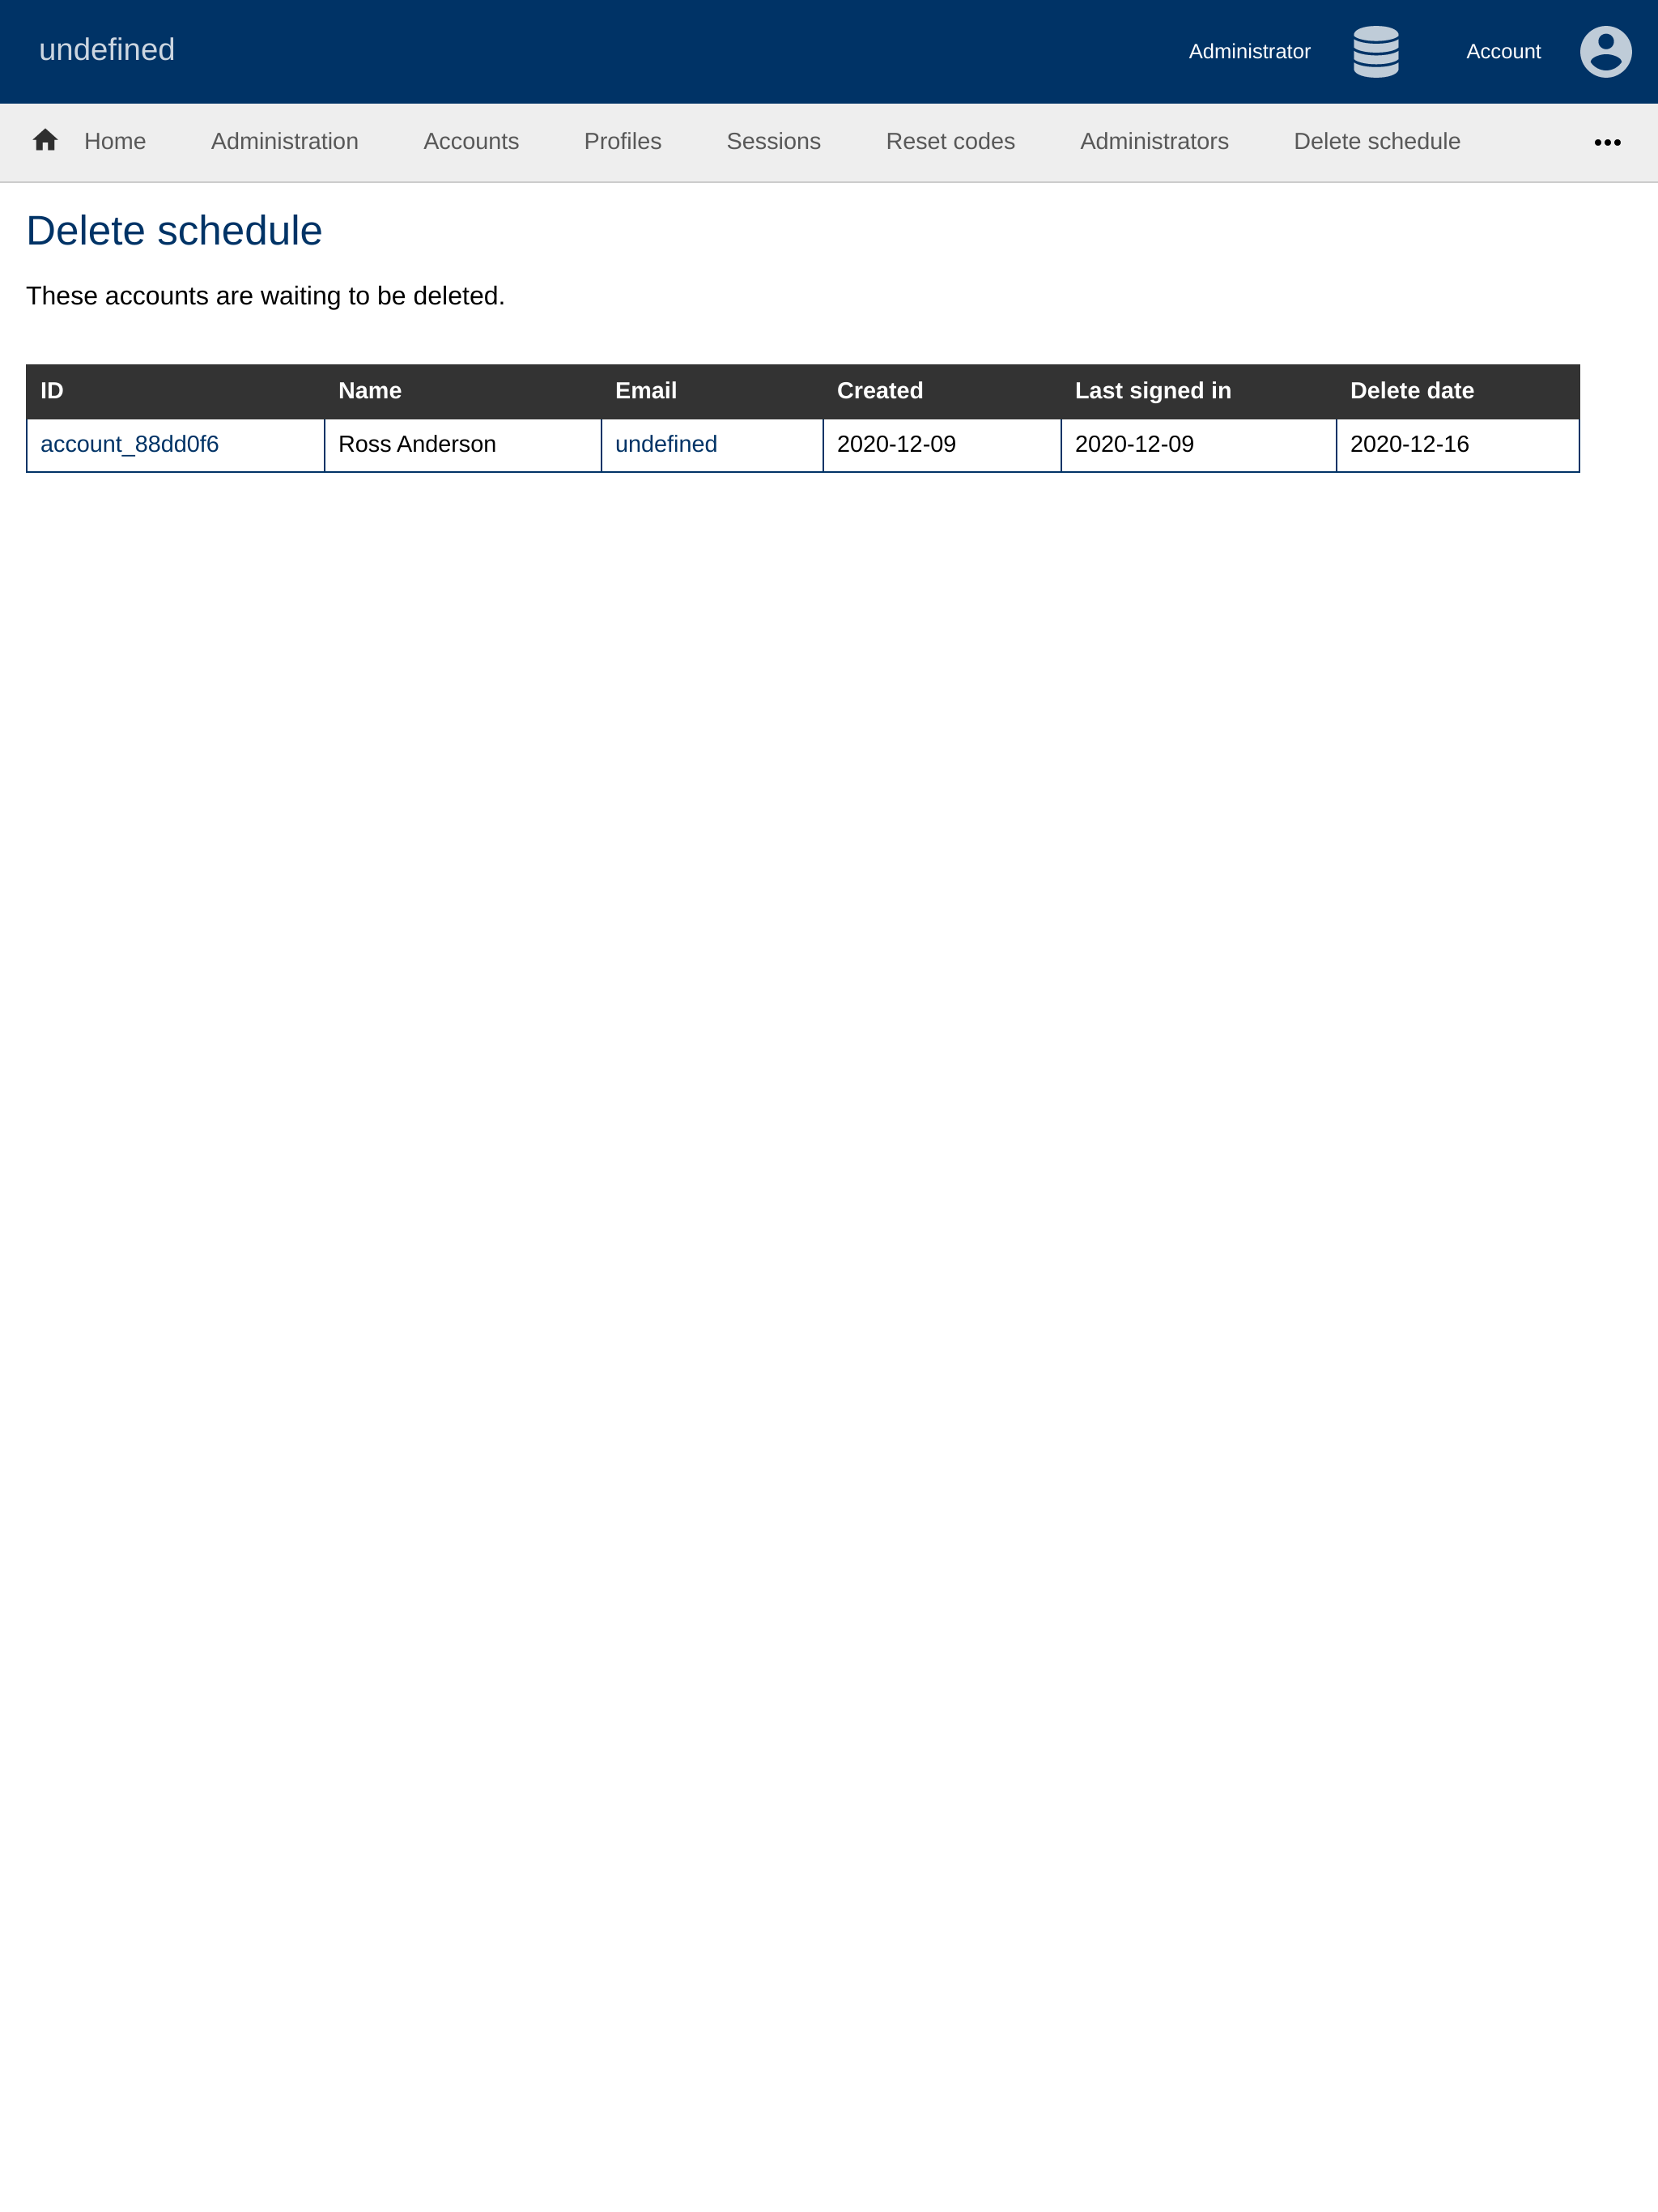 undefined
Administrator
Account
Home Administration Accounts Profiles Sessions Reset codes Administrators Delete schedule
Delete schedule
These accounts are waiting to be deleted.
ID Name Email Created Last signed in Delete date
account_88dd0f6 Ross Anderson undefined 2020-12-09 2020-12-09 2020-12-16